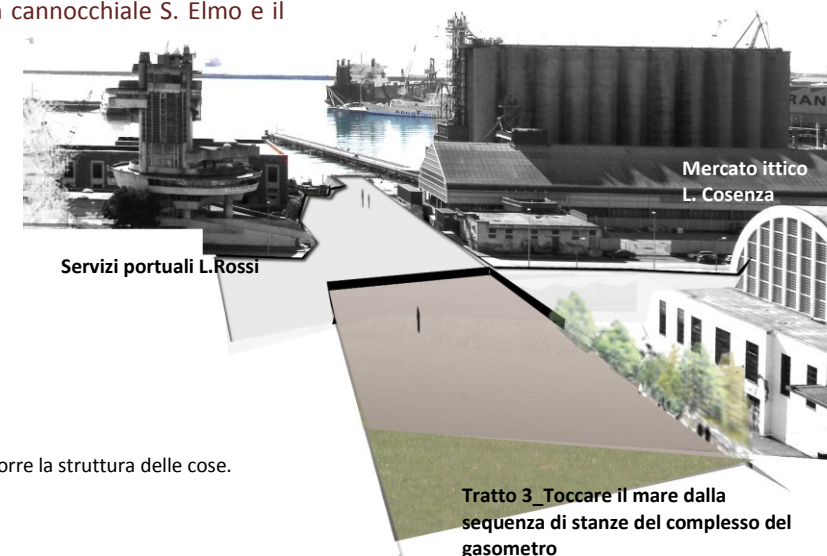 cannocchiale S. Elmo e il
Mercato ittico
L. Cosenza
Servizi portuali L.Rossi
orre la struttura delle cose.
Tratto 3_Toccare il mare dalla
sequenza di stanze del complesso del
gasometro